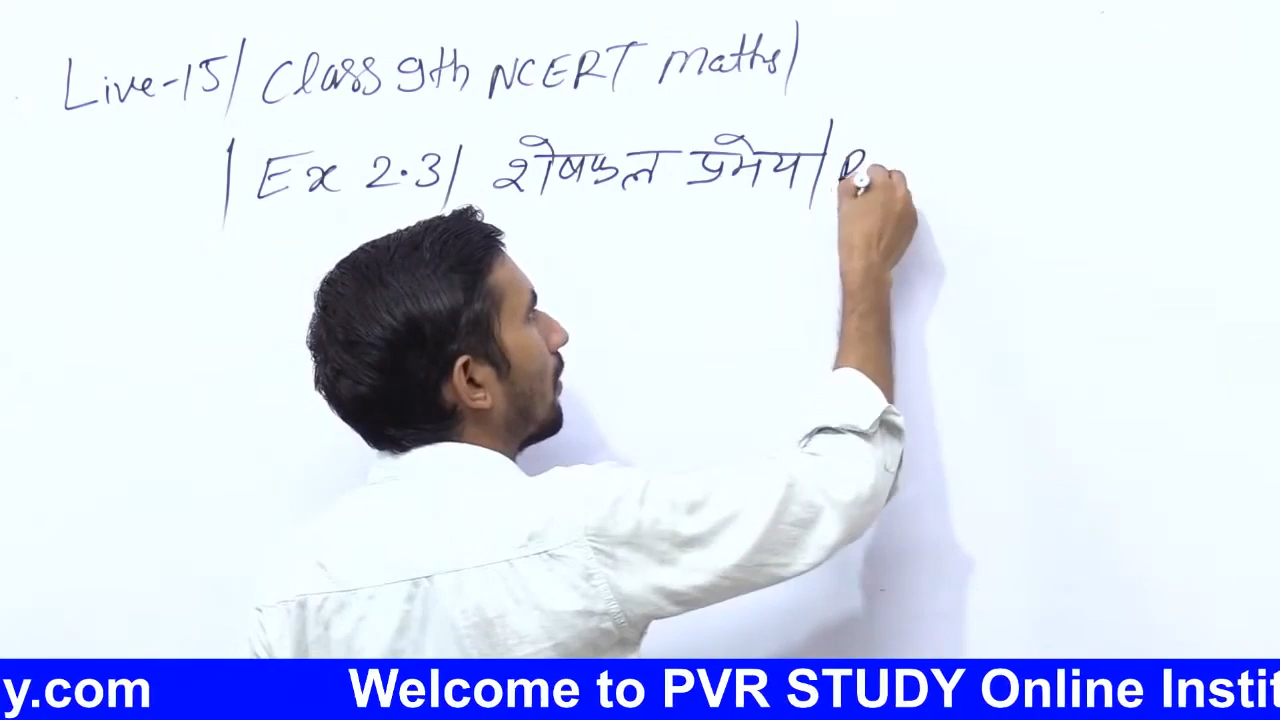 Live-15/ Class 9th NCERT Maths/
/ Ex 2.3/ शेषफल प्रमेय/
y.com Welcome to PVR STUDY Online Instit